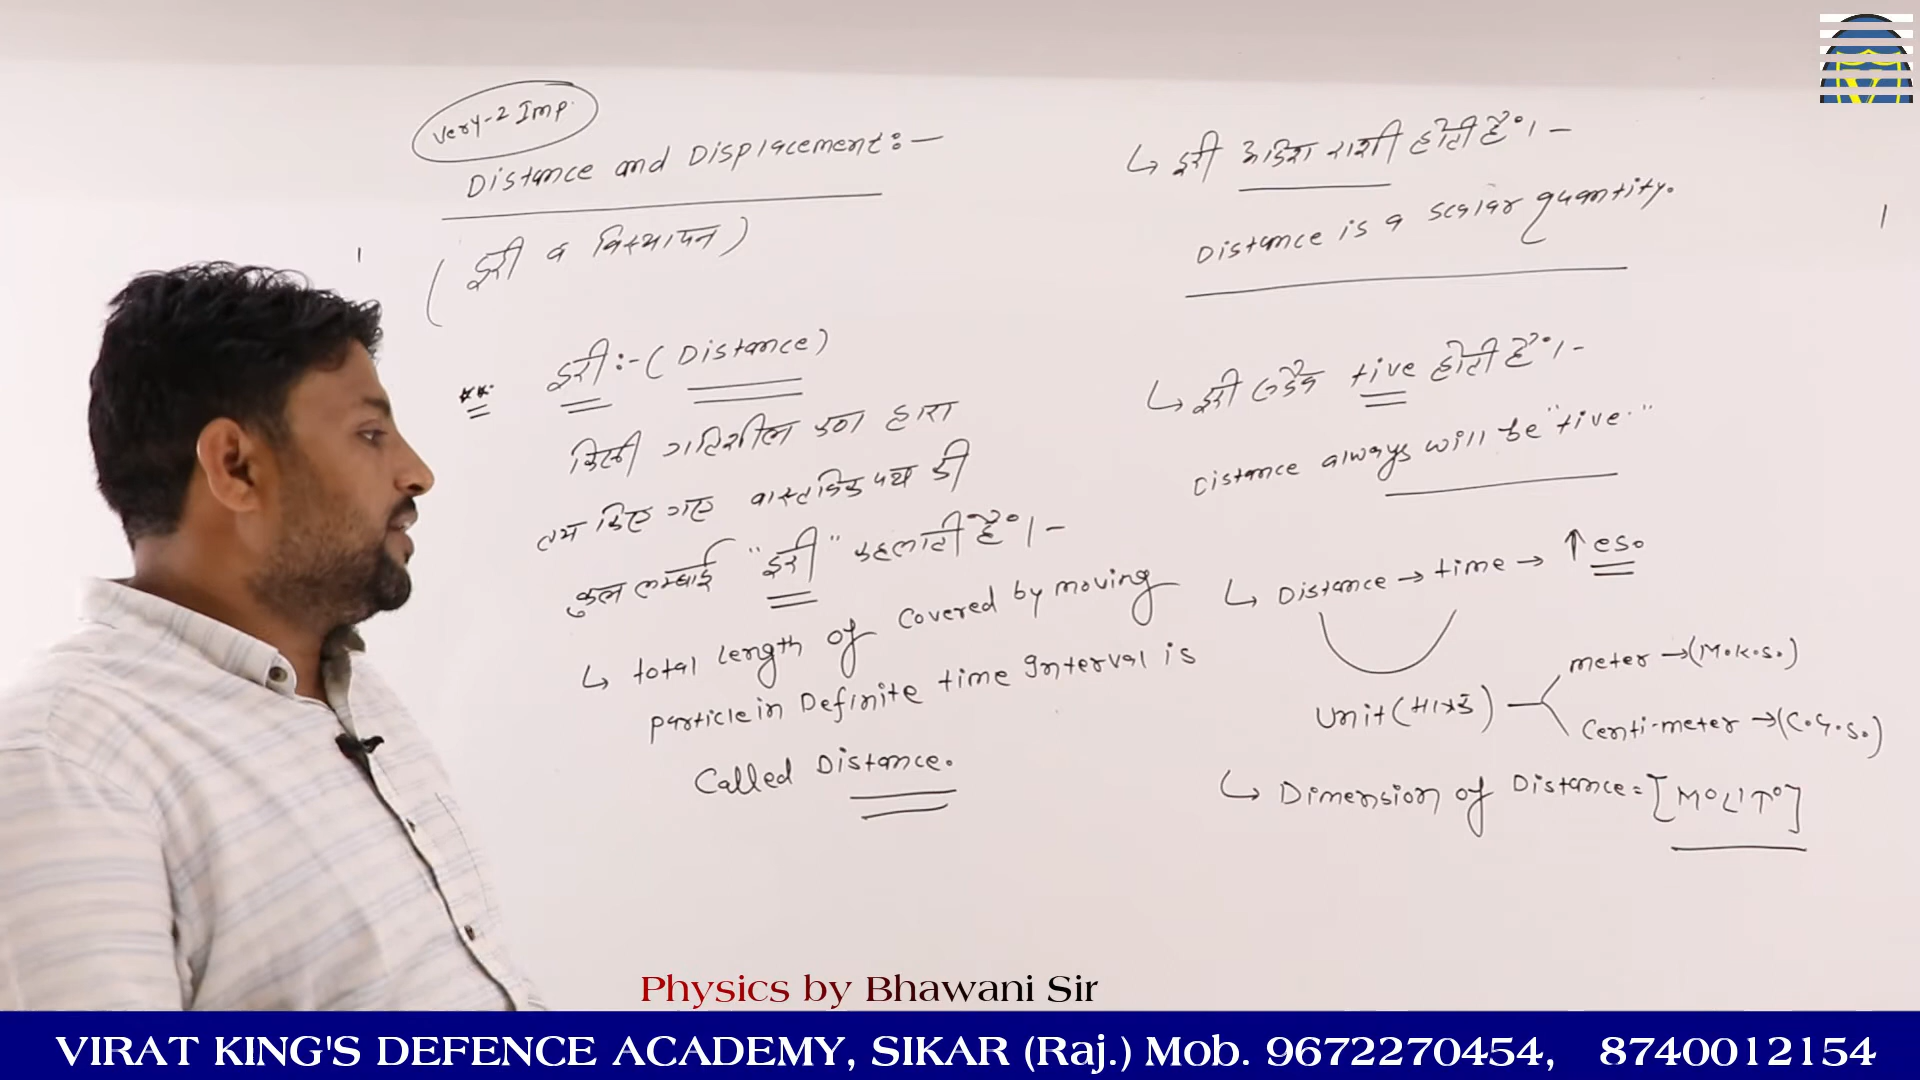 Very-2 Imp.
Distance and Displacement:-
(दूरी व विस्थापन)
** दूरी:-(Distance)
किसी गतिशील कण द्वारा
तय किए गए वास्तविक पथ की
कुल लम्बाई "दूरी" कहलाती है।-
↳ total length of covered by moving
particle in Definite time Interval is
Called Distance.
↳ दूरी अदिश राशी होती है।-
Distance is a scalar quantity.
↳ दूरी सदैव +ive होती है।-
Distance always will be "+ive."
↳ Distance → time → ↑es.
Unit (मात्रक)
meter → (M.K.S.)
Centi-meter → (C.G.S.)
↳ Dimension of Distance = [M⁰L¹T⁰]
Physics by Bhawani Sir
VIRAT KING'S DEFENCE ACADEMY, SIKAR (Raj.) Mob. 9672270454, 8740012154